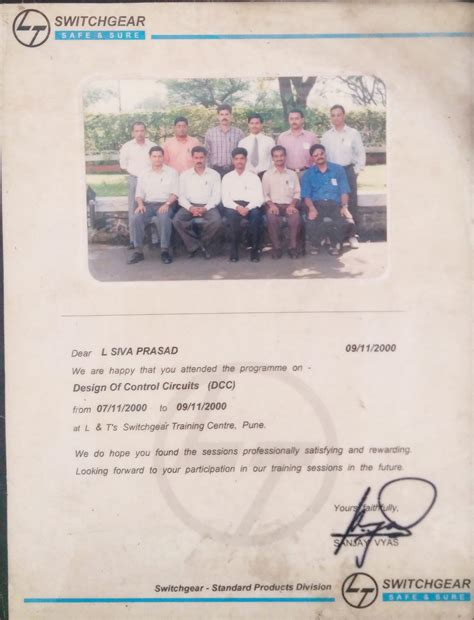 LT SWITCHGEAR
SAFE & SURE
Dear L SIVA PRASAD 09/11/2000
We are happy that you attended the programme on -
Design Of Control Circuits (DCC)
from 07/11/2000 to 09/11/2000
at L & T's Switchgear Training Centre, Pune.
We do hope you found the sessions professionally satisfying and rewarding.
Looking forward to your participation in our training sessions in the future.
Yours faithfully,
SANJAY VYAS
Switchgear - Standard Products Division
LT SWITCHGEAR
SAFE & SURE